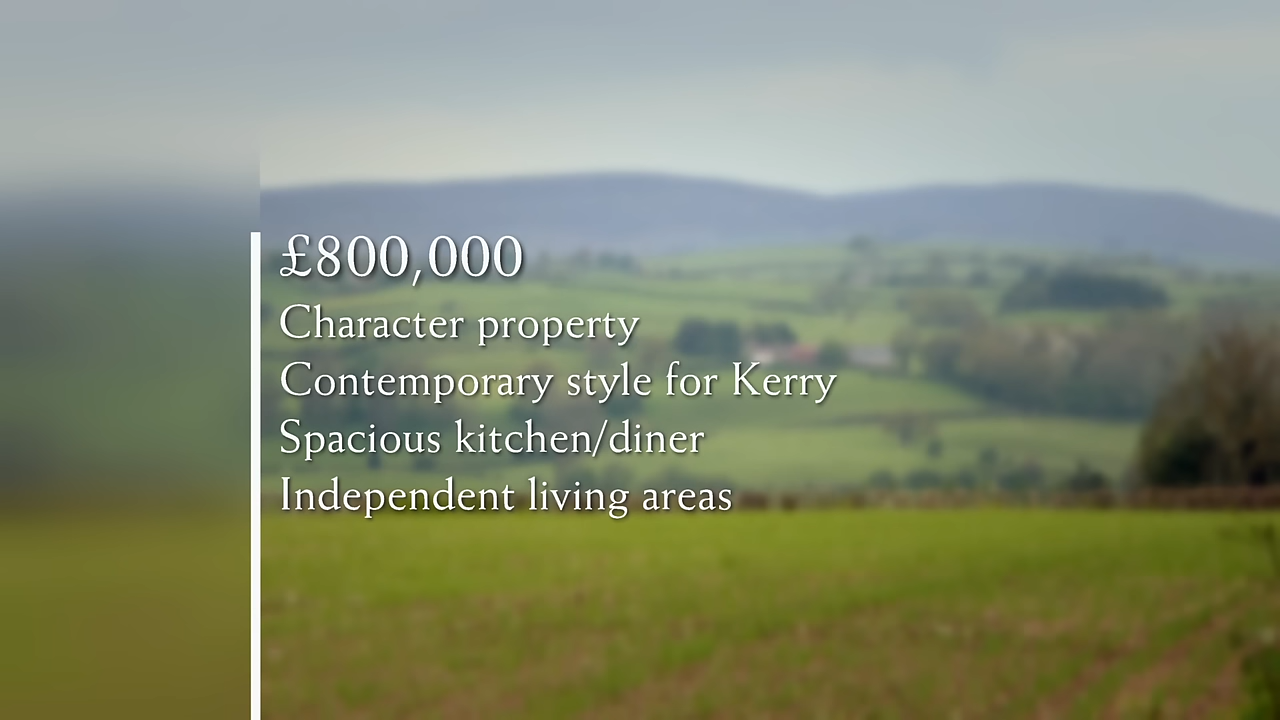 £800,000
Character property
Contemporary style for Kerry
Spacious kitchen/diner
Independent living areas